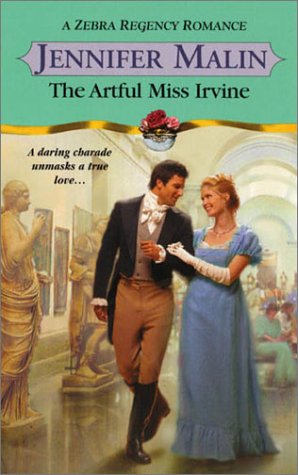 A ZEBRA REGENCY ROMANCE
JENNIFER MALIN
The Artful Miss Irvine
A daring charade
unmasks a true
love…